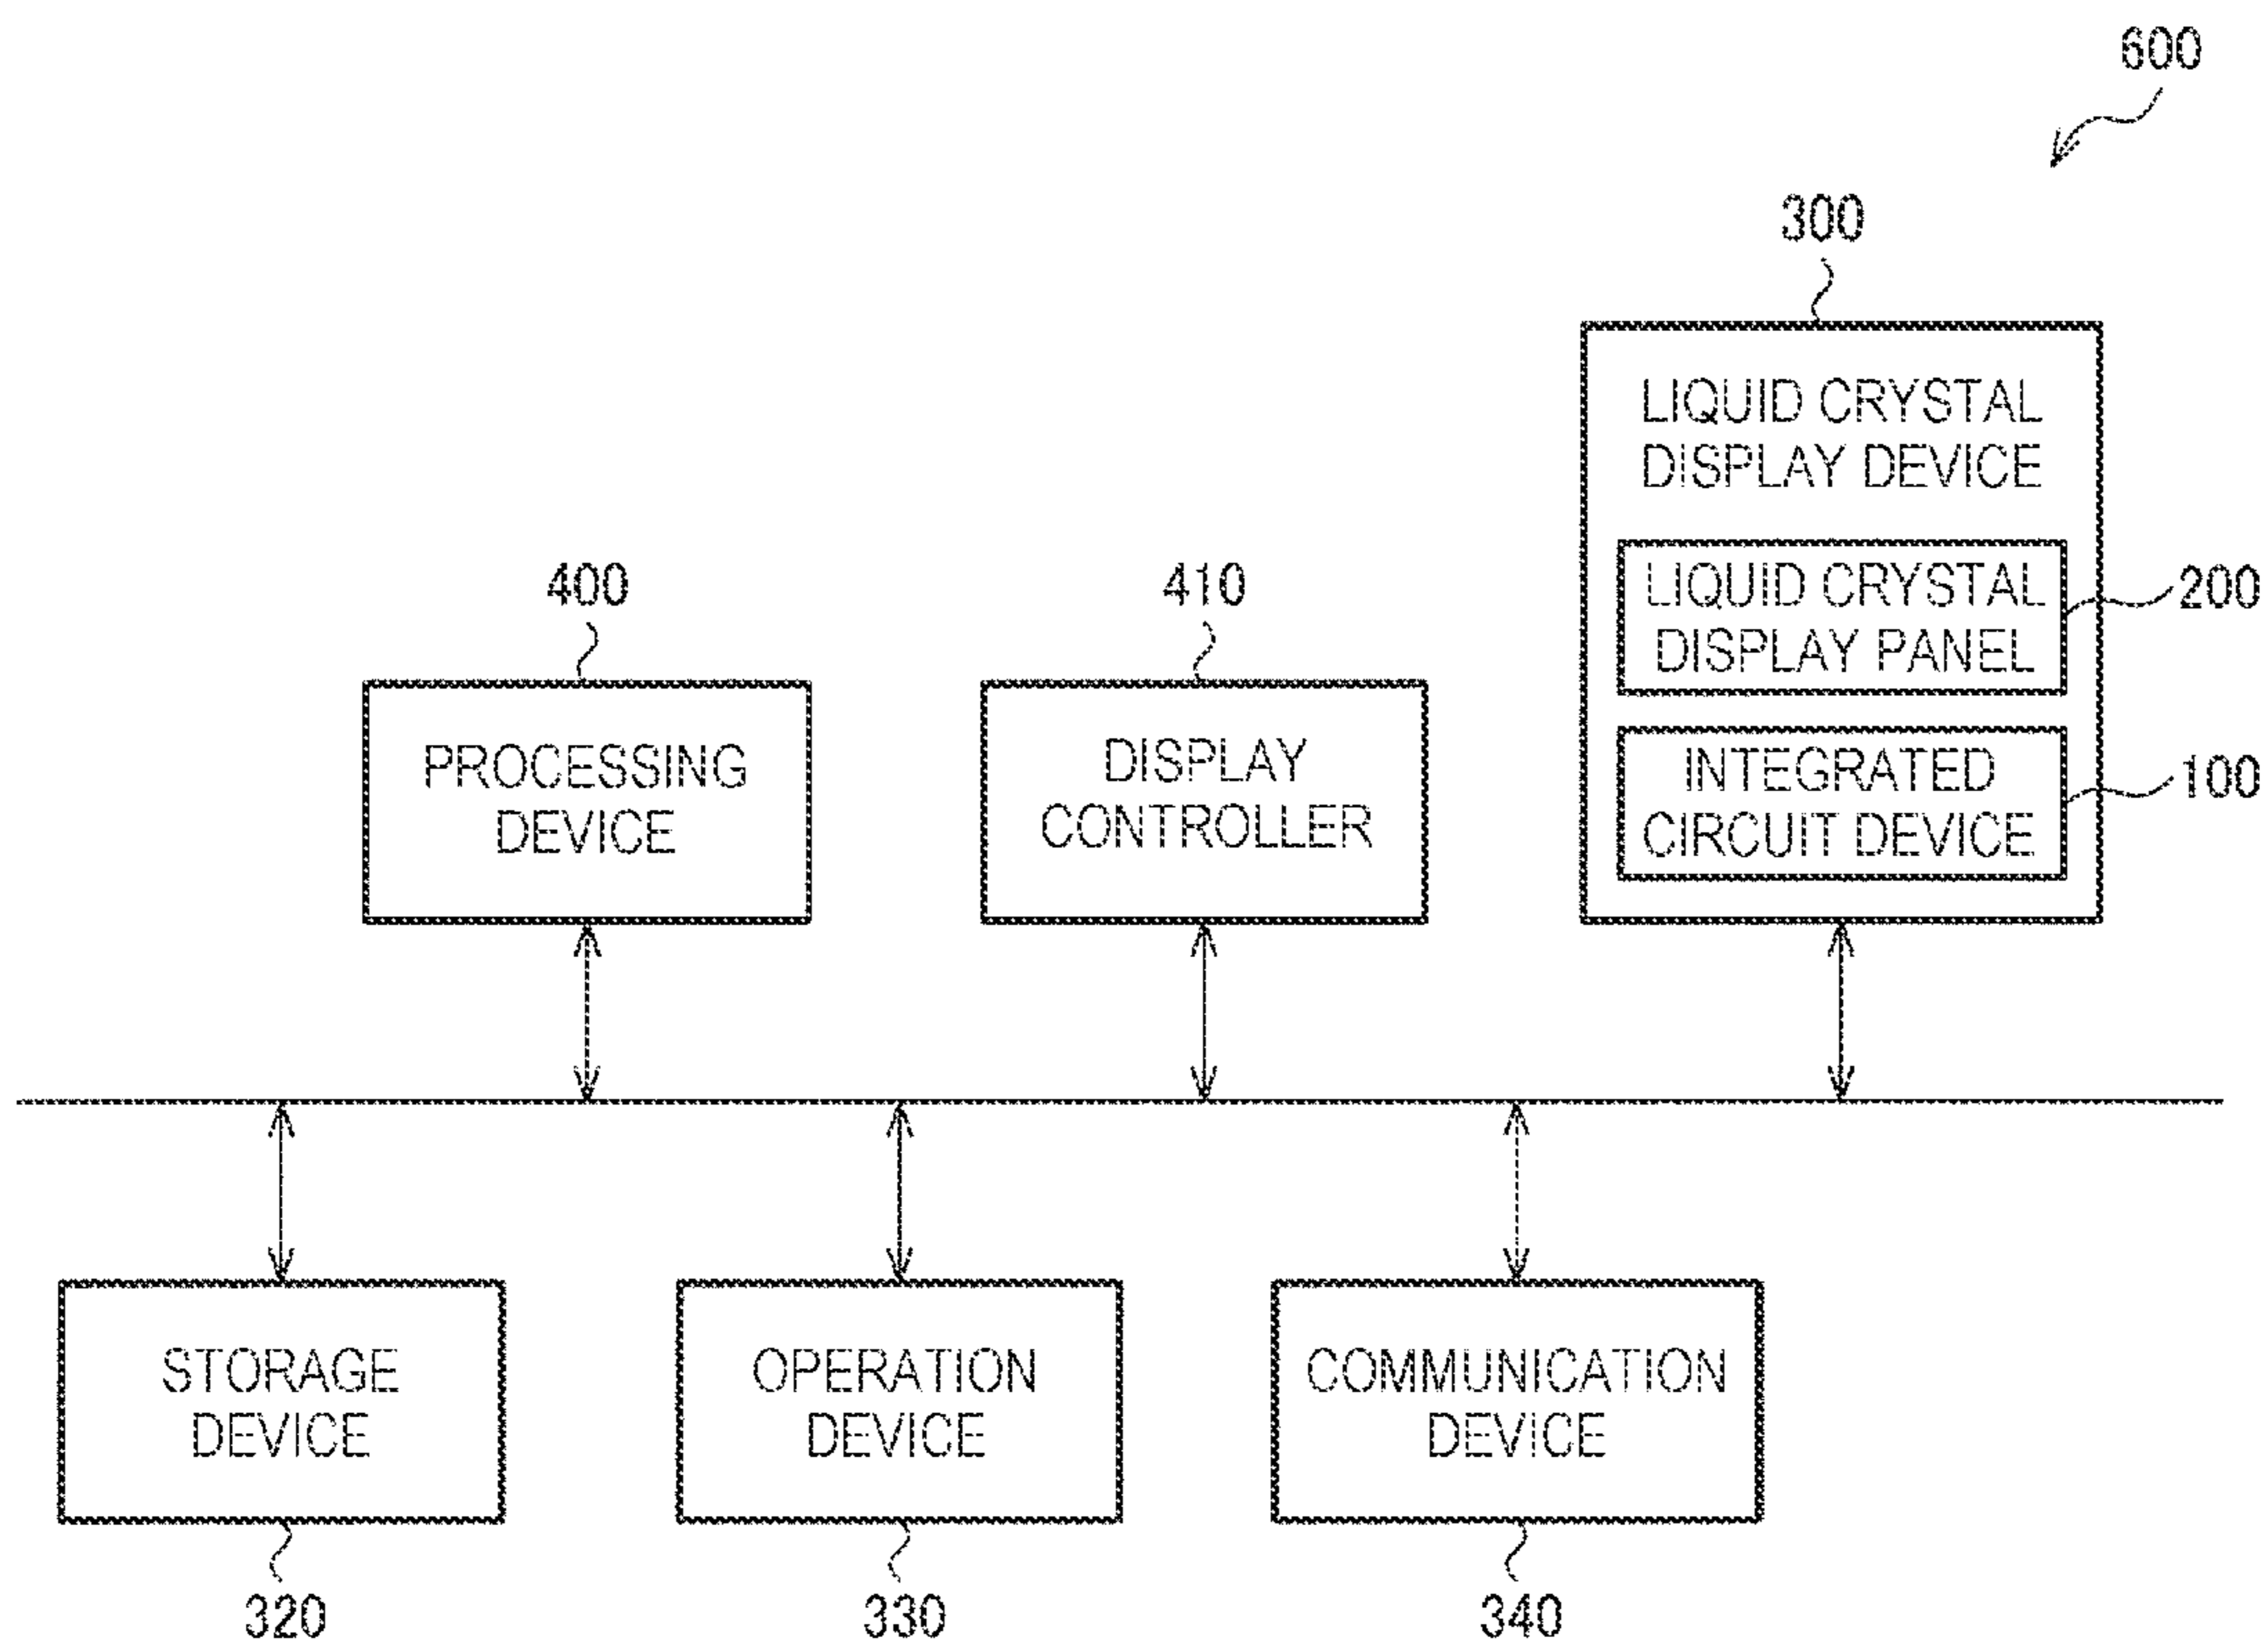 600
300
LIQUID CRYSTAL
DISPLAY DEVICE
400
410
LIQUID CRYSTAL
DISPLAY PANEL
200
PROCESSING
DEVICE
DISPLAY
CONTROLLER
INTEGRATED
CIRCUIT DEVICE
100
STORAGE
DEVICE
OPERATION
DEVICE
COMMUNICATION
DEVICE
320
330
340